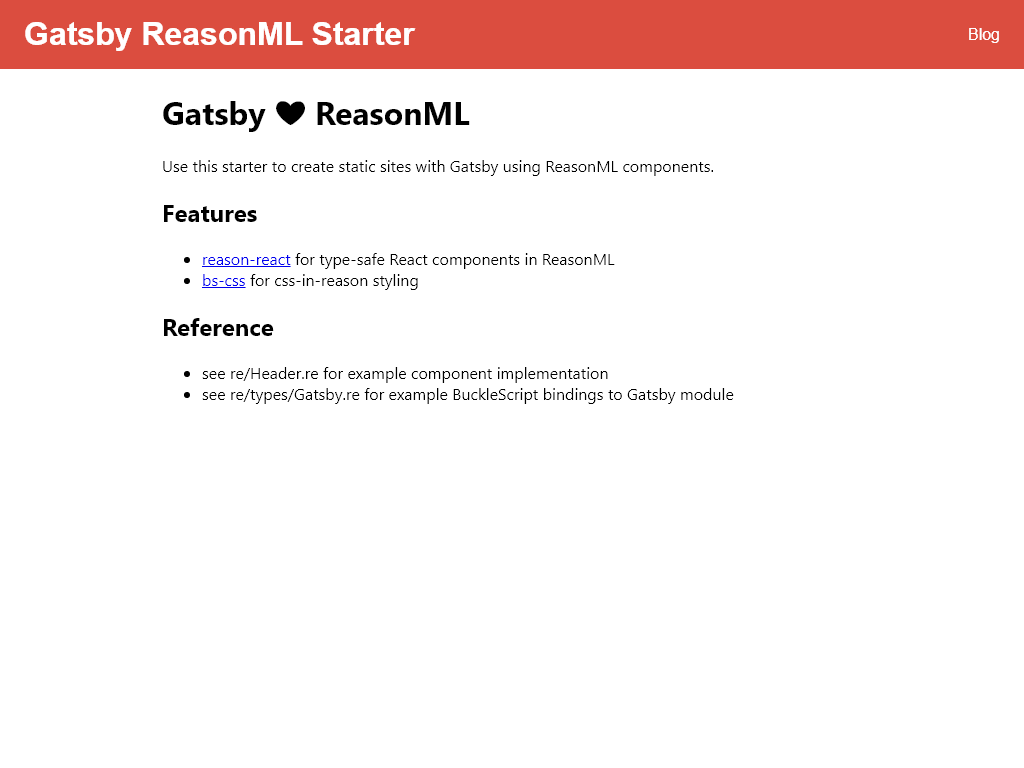 Gatsby ReasonML Starter
Blog
Gatsby ♥ ReasonML
Use this starter to create static sites with Gatsby using ReasonML components.
Features
• reason-react for type-safe React components in ReasonML
• bs-css for css-in-reason styling
Reference
• see re/Header.re for example component implementation
• see re/types/Gatsby.re for example BuckleScript bindings to Gatsby module